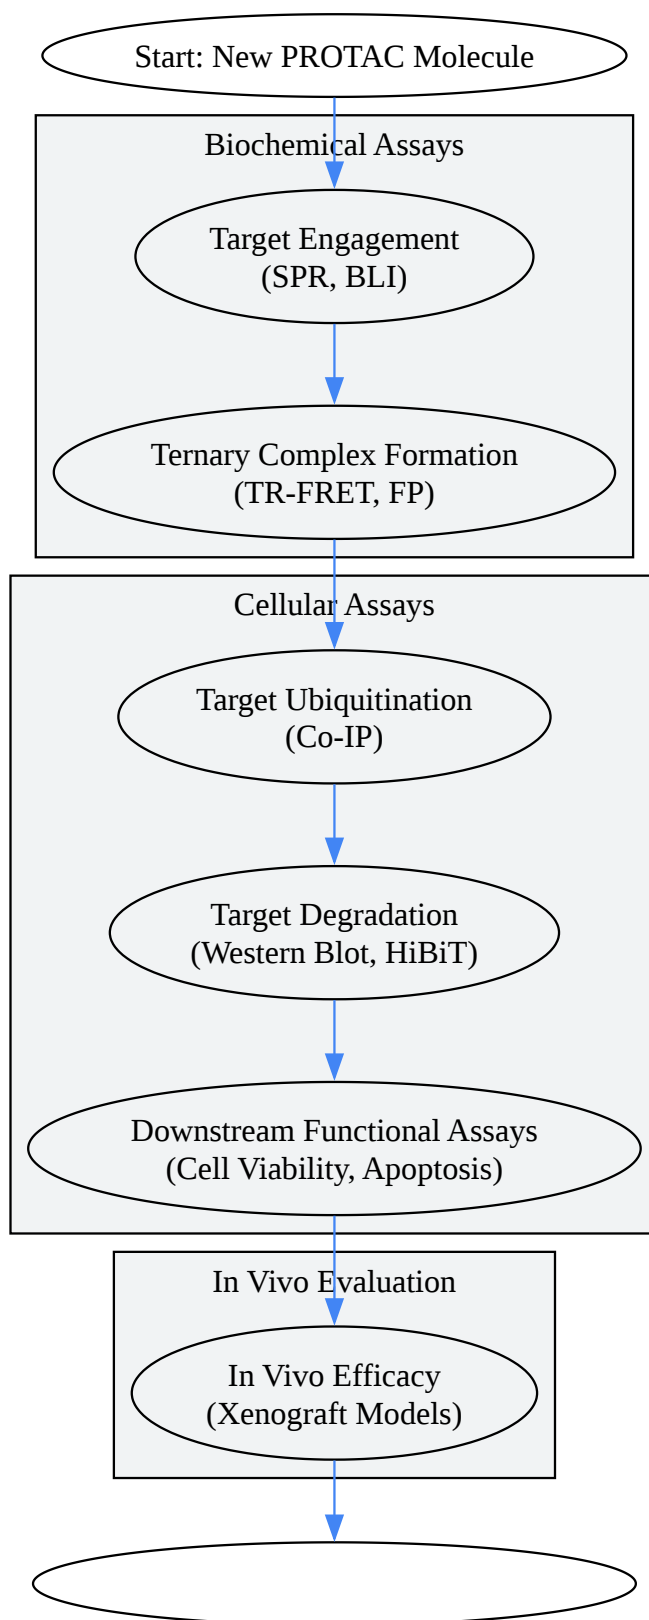 Start: New PROTAC Molecule
Biochemical Assays
Target Engagement
(SPR, BLI)
Ternary Complex Formation
(TR-FRET, FP)
Cellular Assays
Target Ubiquitination
(Co-IP)
Target Degradation
(Western Blot, HiBiT)
Downstream Functional Assays
(Cell Viability, Apoptosis)
In Vivo Evaluation
In Vivo Efficacy
(Xenograft Models)